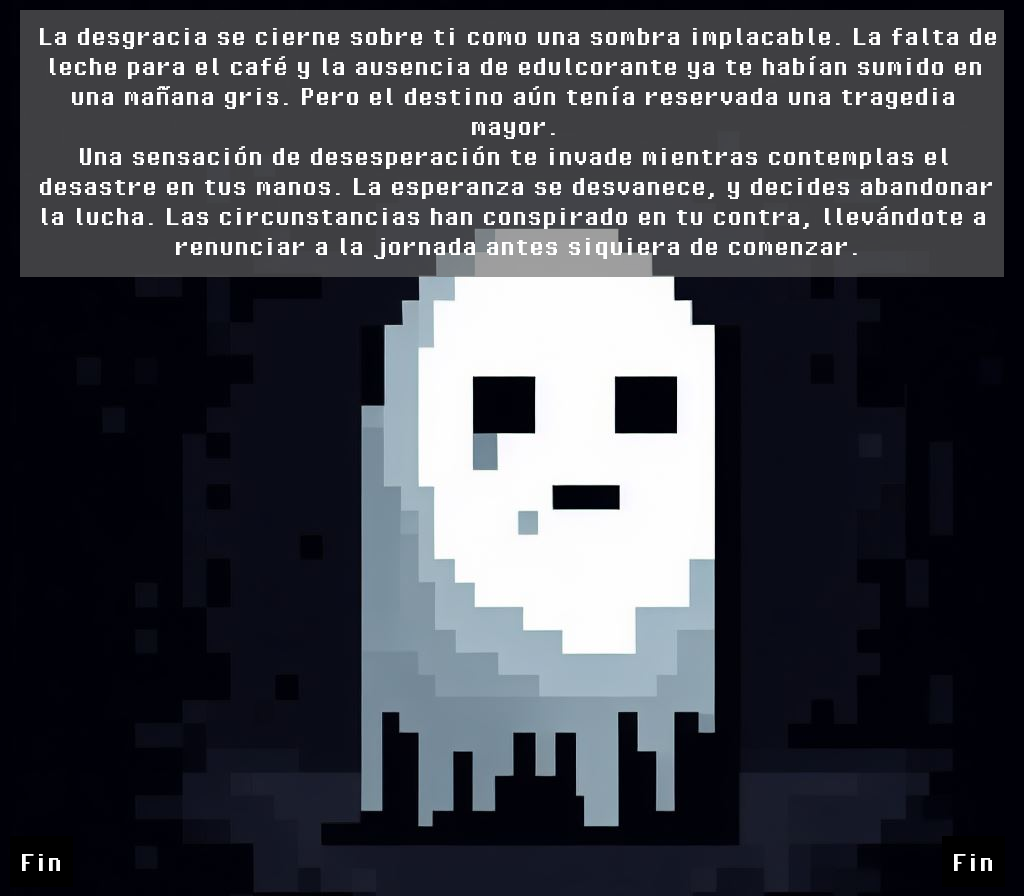 La desgracia se cierne sobre ti como una sombra implacable. La falta de
leche para el café y la ausencia de edulcorante ya te habían sumido en
una mañana gris. Pero el destino aún tenía reservada una tragedia
mayor.
Una sensación de desesperación te invade mientras contemplas el
desastre en tus manos. La esperanza se desvanece, y decides abandonar
la lucha. Las circunstancias han conspirado en tu contra, llevándote a
renunciar a la jornada antes siquiera de comenzar.
Fin
Fin